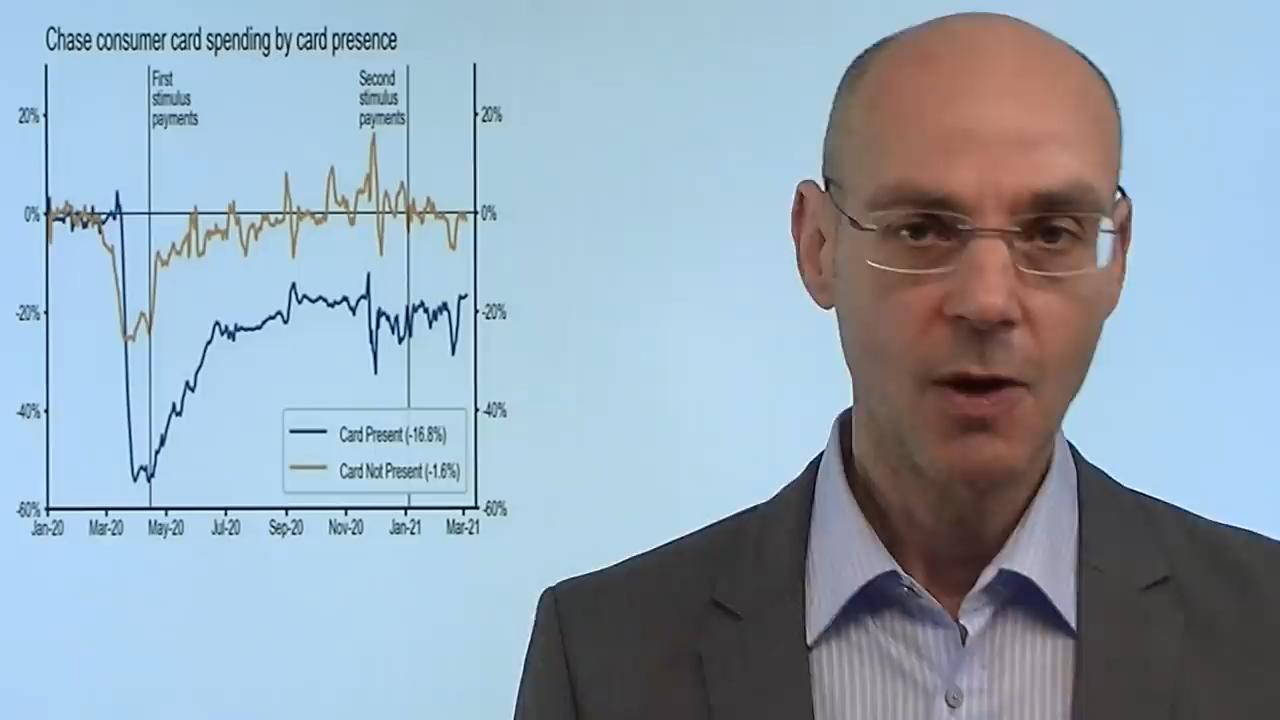 Chase consumer card spending by card presence
First
stimulus
payments
Second
stimulus
payments
20%
20%
0%
0%
-20%
-20%
-40%
-40%
-60%
-60%
Card Present (-16.8%)
Card Not Present (-1.6%)
Jan-20 Mar-20 May-20 Jul-20 Sep-20 Nov-20 Jan-21 Mar-21